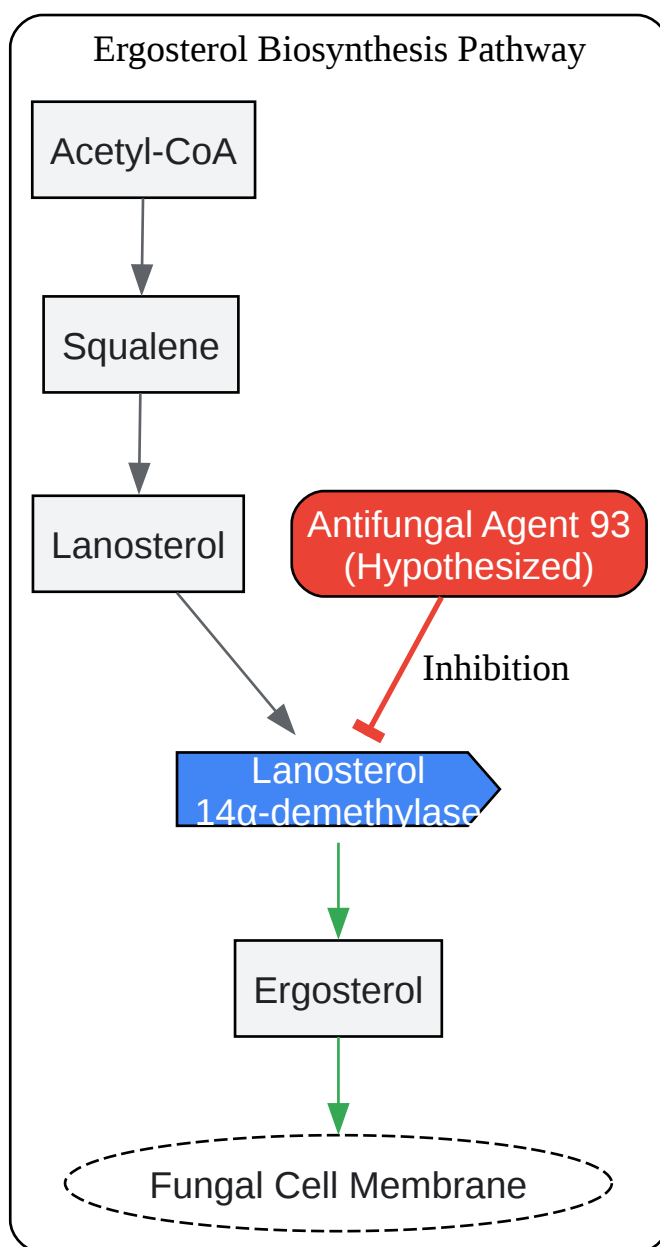 Ergosterol Biosynthesis Pathway
Acetyl-CoA
Squalene
Lanosterol
Antifungal Agent 93
(Hypothesized)
Inhibition
Lanosterol
14α-demethylase
Ergosterol
Fungal Cell Membrane